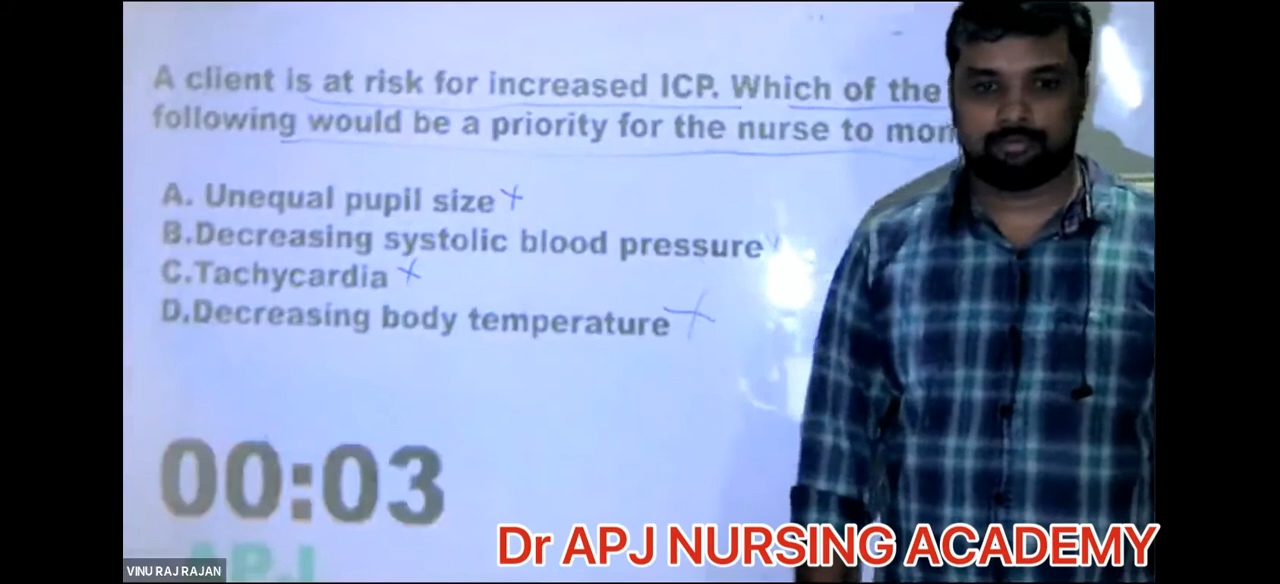 A client is at risk for increased ICP. Which of the
following would be a priority for the nurse to
A. Unequal pupil size
B.Decreasing systolic blood pressure
C.Tachycardia
D.Decreasing body temperature
00:03
APJ
Dr APJ NURSING ACADEMY
VINU RAJ RAJAN